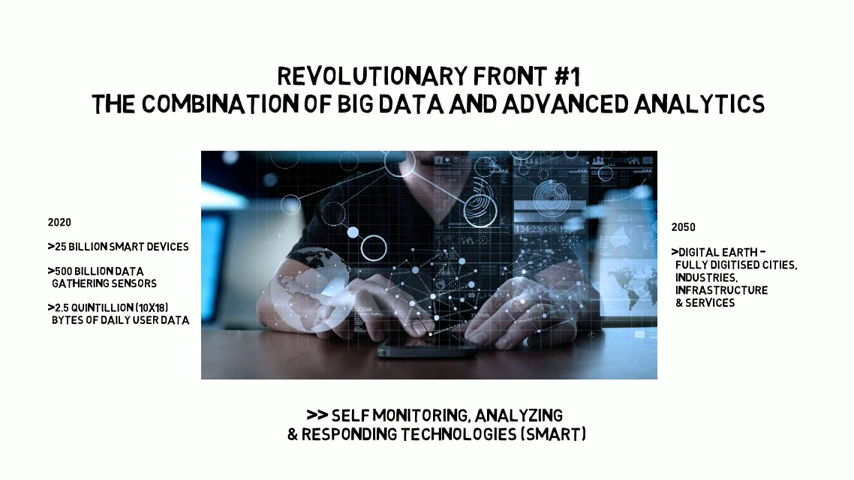 REVOLUTIONARY FRONT #1
THE COMBINATION OF BIG DATA AND ADVANCED ANALYTICS
2020
>25 BILLION SMART DEVICES
>500 BILLION DATA
GATHERING SENSORS
>2.5 QUINTILLION (10X18)
BYTES OF DAILY USER DATA
2050
>DIGITAL EARTH –
FULLY DIGITISED CITIES,
INDUSTRIES,
INFRASTRUCTURE
& SERVICES
>> SELF MONITORING, ANALYZING
& RESPONDING TECHNOLOGIES (SMART)